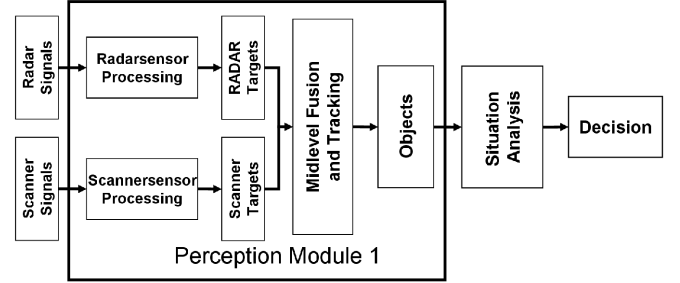 Radar
Signals
Radarsensor
Processing
RADAR
Targets
Scanner
Signals
Scannersensor
Processing
Scanner
Targets
Midlevel Fusion
and Tracking
Objects
Situation
Analysis
Decision
Perception Module 1